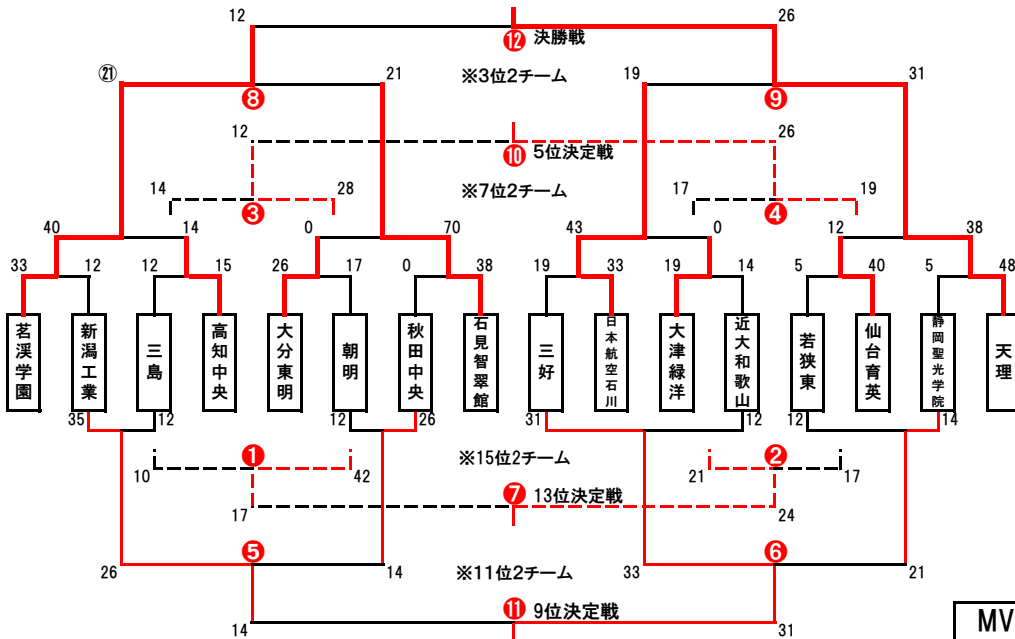 12 26
⑫ 決勝戦
㉑ 21 19 31
※3位2チーム
⑧ ⑨
12 26
⑩ 5位決定戦
14 28 17 19
※7位2チーム
③ ④
40 14 0 70 43 0 12 38
33 12 12 15 26 17 0 38 19 33 19 14 5 40 5 48
茗溪学園
新潟工業
三島
高知中央
大分東明
朝明
秋田中央
石見智翠館
三好
日本航空石川
大津緑洋
近大和歌山
若狭東
仙台育英
静岡聖光学院
天理
35 12 12 26 31 12 12 14
① ※15位2チーム ②
10 42 21 17
⑦ 13位決定戦
17 24
⑤ ⑥
26 14 33 21
※11位2チーム
⑪ 9位決定戦
14 31
MV